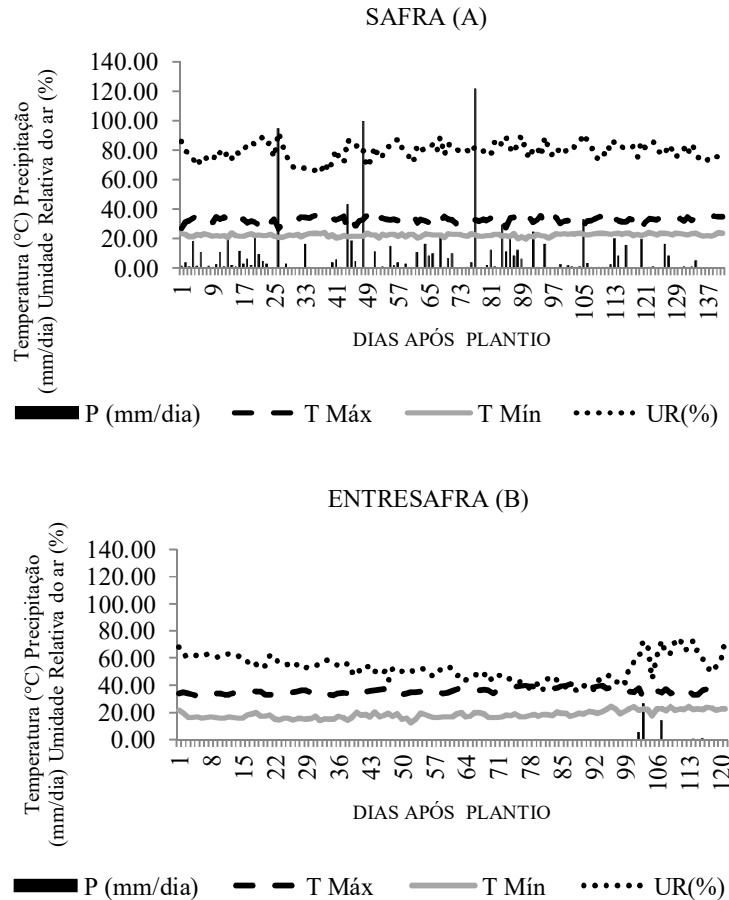 SAFRA (A)
Temperatura (°C) Precipitação
(mm/dia) Umidade Relativa do ar (%)
140.00
120.00
100.00
80.00
60.00
40.00
20.00
0.00
1 9 17 25 33 41 49 57 65 73 81 89 97 105 113 121 129 137
DIAS APÓS PLANTIO
P (mm/dia) T Máx T Mín UR(%)
ENTRESAFRA (B)
Temperatura (°C) Precipitação
(mm/dia) Umidade Relativa do ar (%)
140.00
120.00
100.00
80.00
60.00
40.00
20.00
0.00
1 8 15 22 29 36 43 50 57 64 71 78 85 92 99 106 113 120
DIAS APÓS PLANTIO
P (mm/dia) T Máx T Mín UR(%)